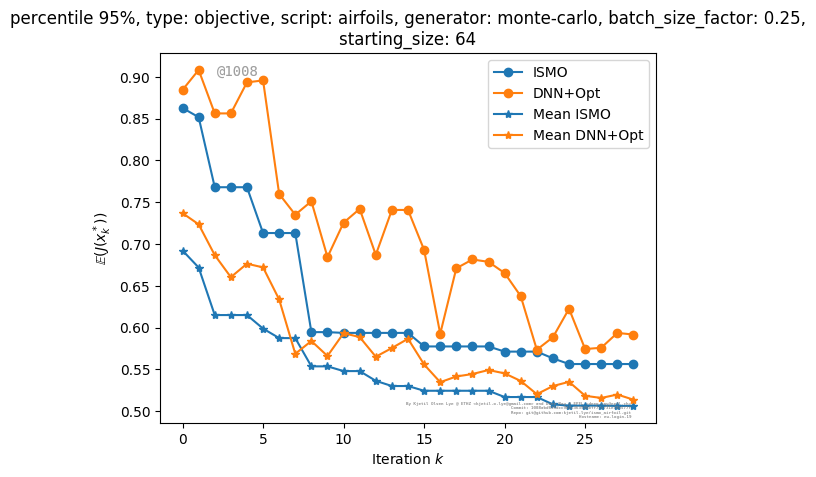 percentile 95%, type: objective, script: airfoils, generator: monte-carlo, batch_size_factor: 0.25,
starting_size: 64
@1008
ISMO
DNN+Opt
Mean ISMO
Mean DNN+Opt
0.90
0.85
0.80
0.75
0.70
0.65
0.60
0.55
0.50
𝔼(J(x_k^*))
0 5 10 15 20 25
Iteration k